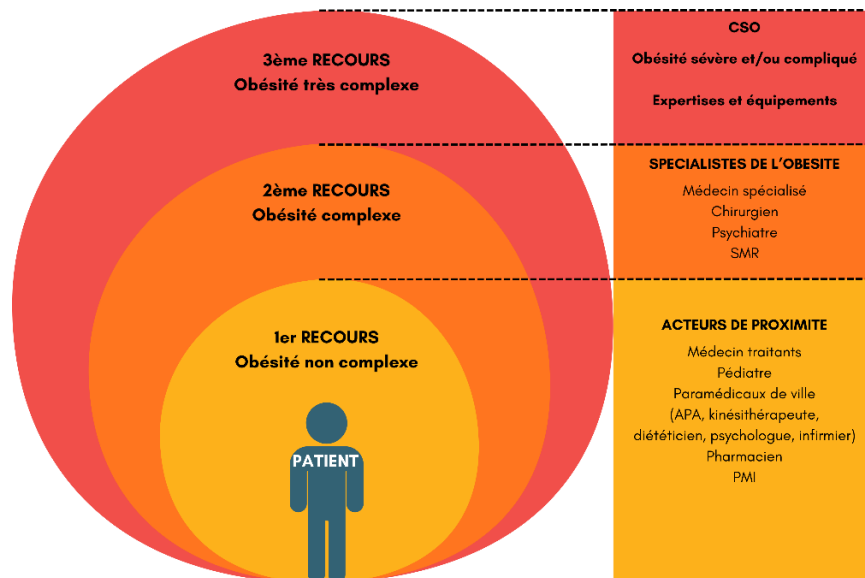 3ème RECOURS
Obésité très complexe
2ème RECOURS
Obésité complexe
1er RECOURS
Obésité non complexe
PATIENT
CSO
Obésité sévère et/ou compliqué
Expertises et équipements
SPECIALISTES DE L'OBESITE
Médecin spécialisé
Chirurgien
Psychiatre
SMR
ACTEURS DE PROXIMITE
Médecin traitants
Pédiatre
Paramédicaux de ville
(APA, kinésithérapeute,
diététicien, psychologue, infirmier)
Pharmacien
PMI